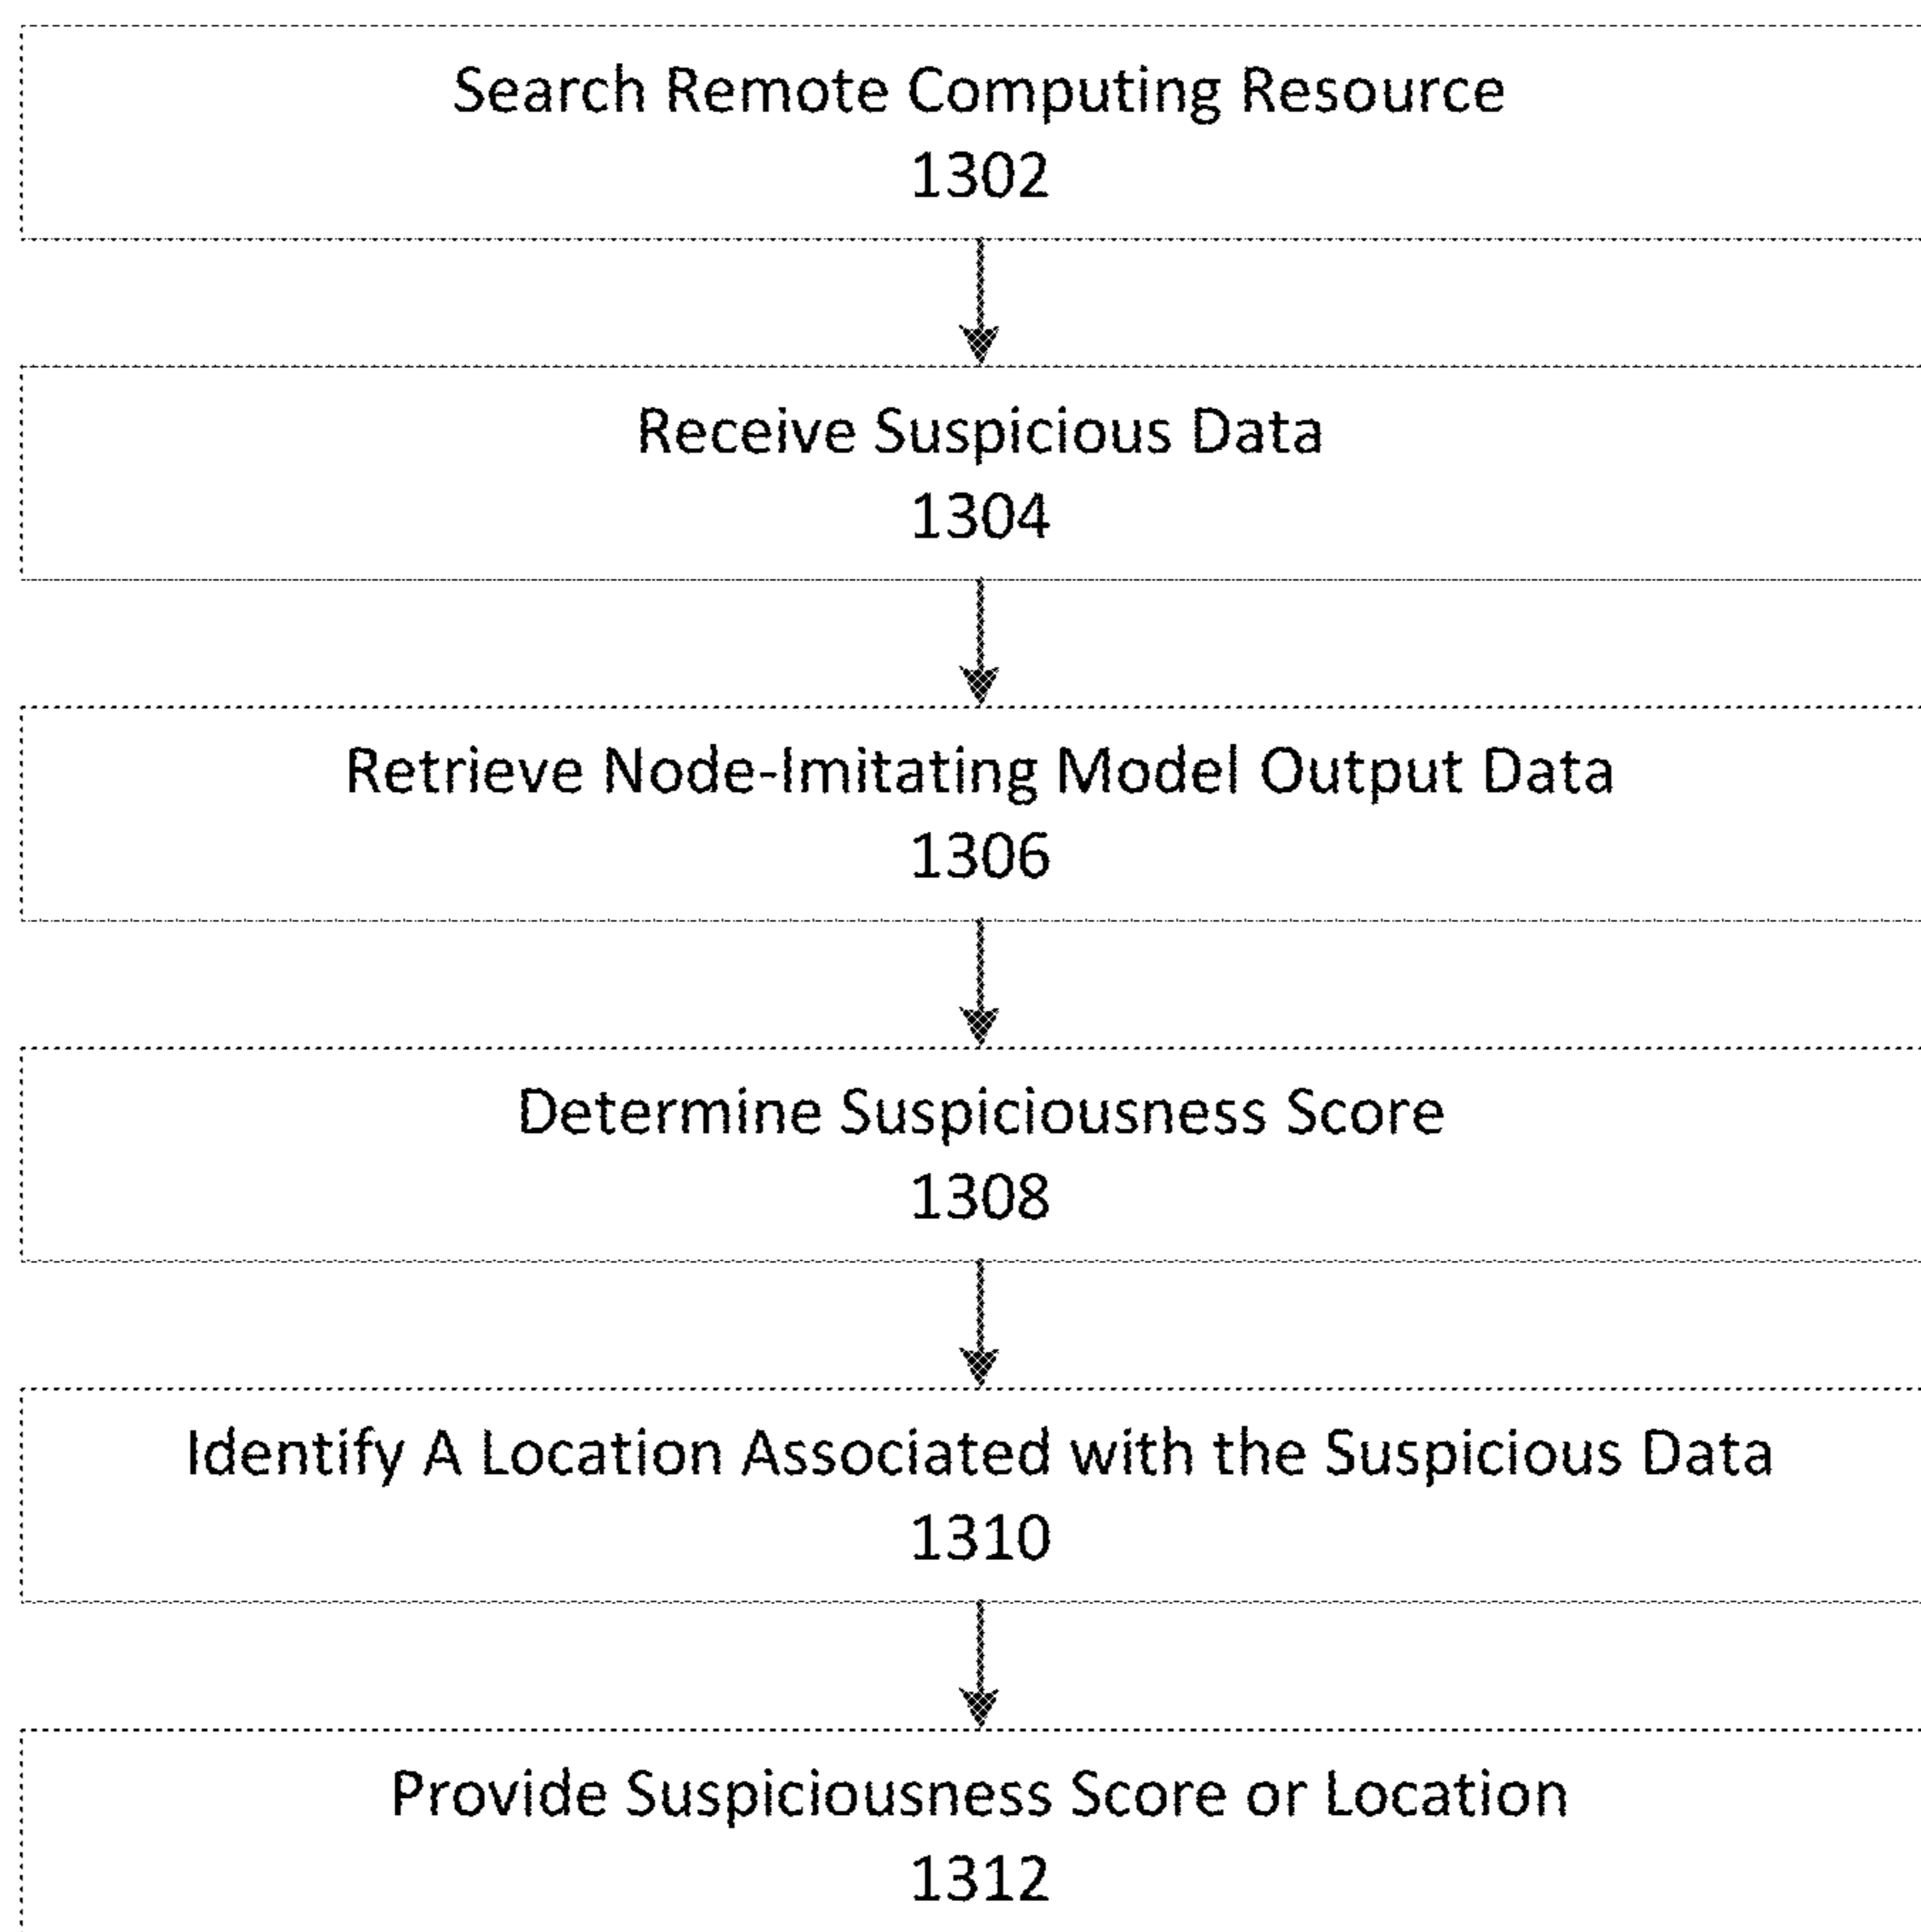 Search Remote Computing Resource
1302
Receive Suspicious Data
1304
Retrieve Node-Imitating Model Output Data
1306
Determine Suspiciousness Score
1308
Identify A Location Associated with the Suspicious Data
1310
Provide Suspiciousness Score or Location
1312